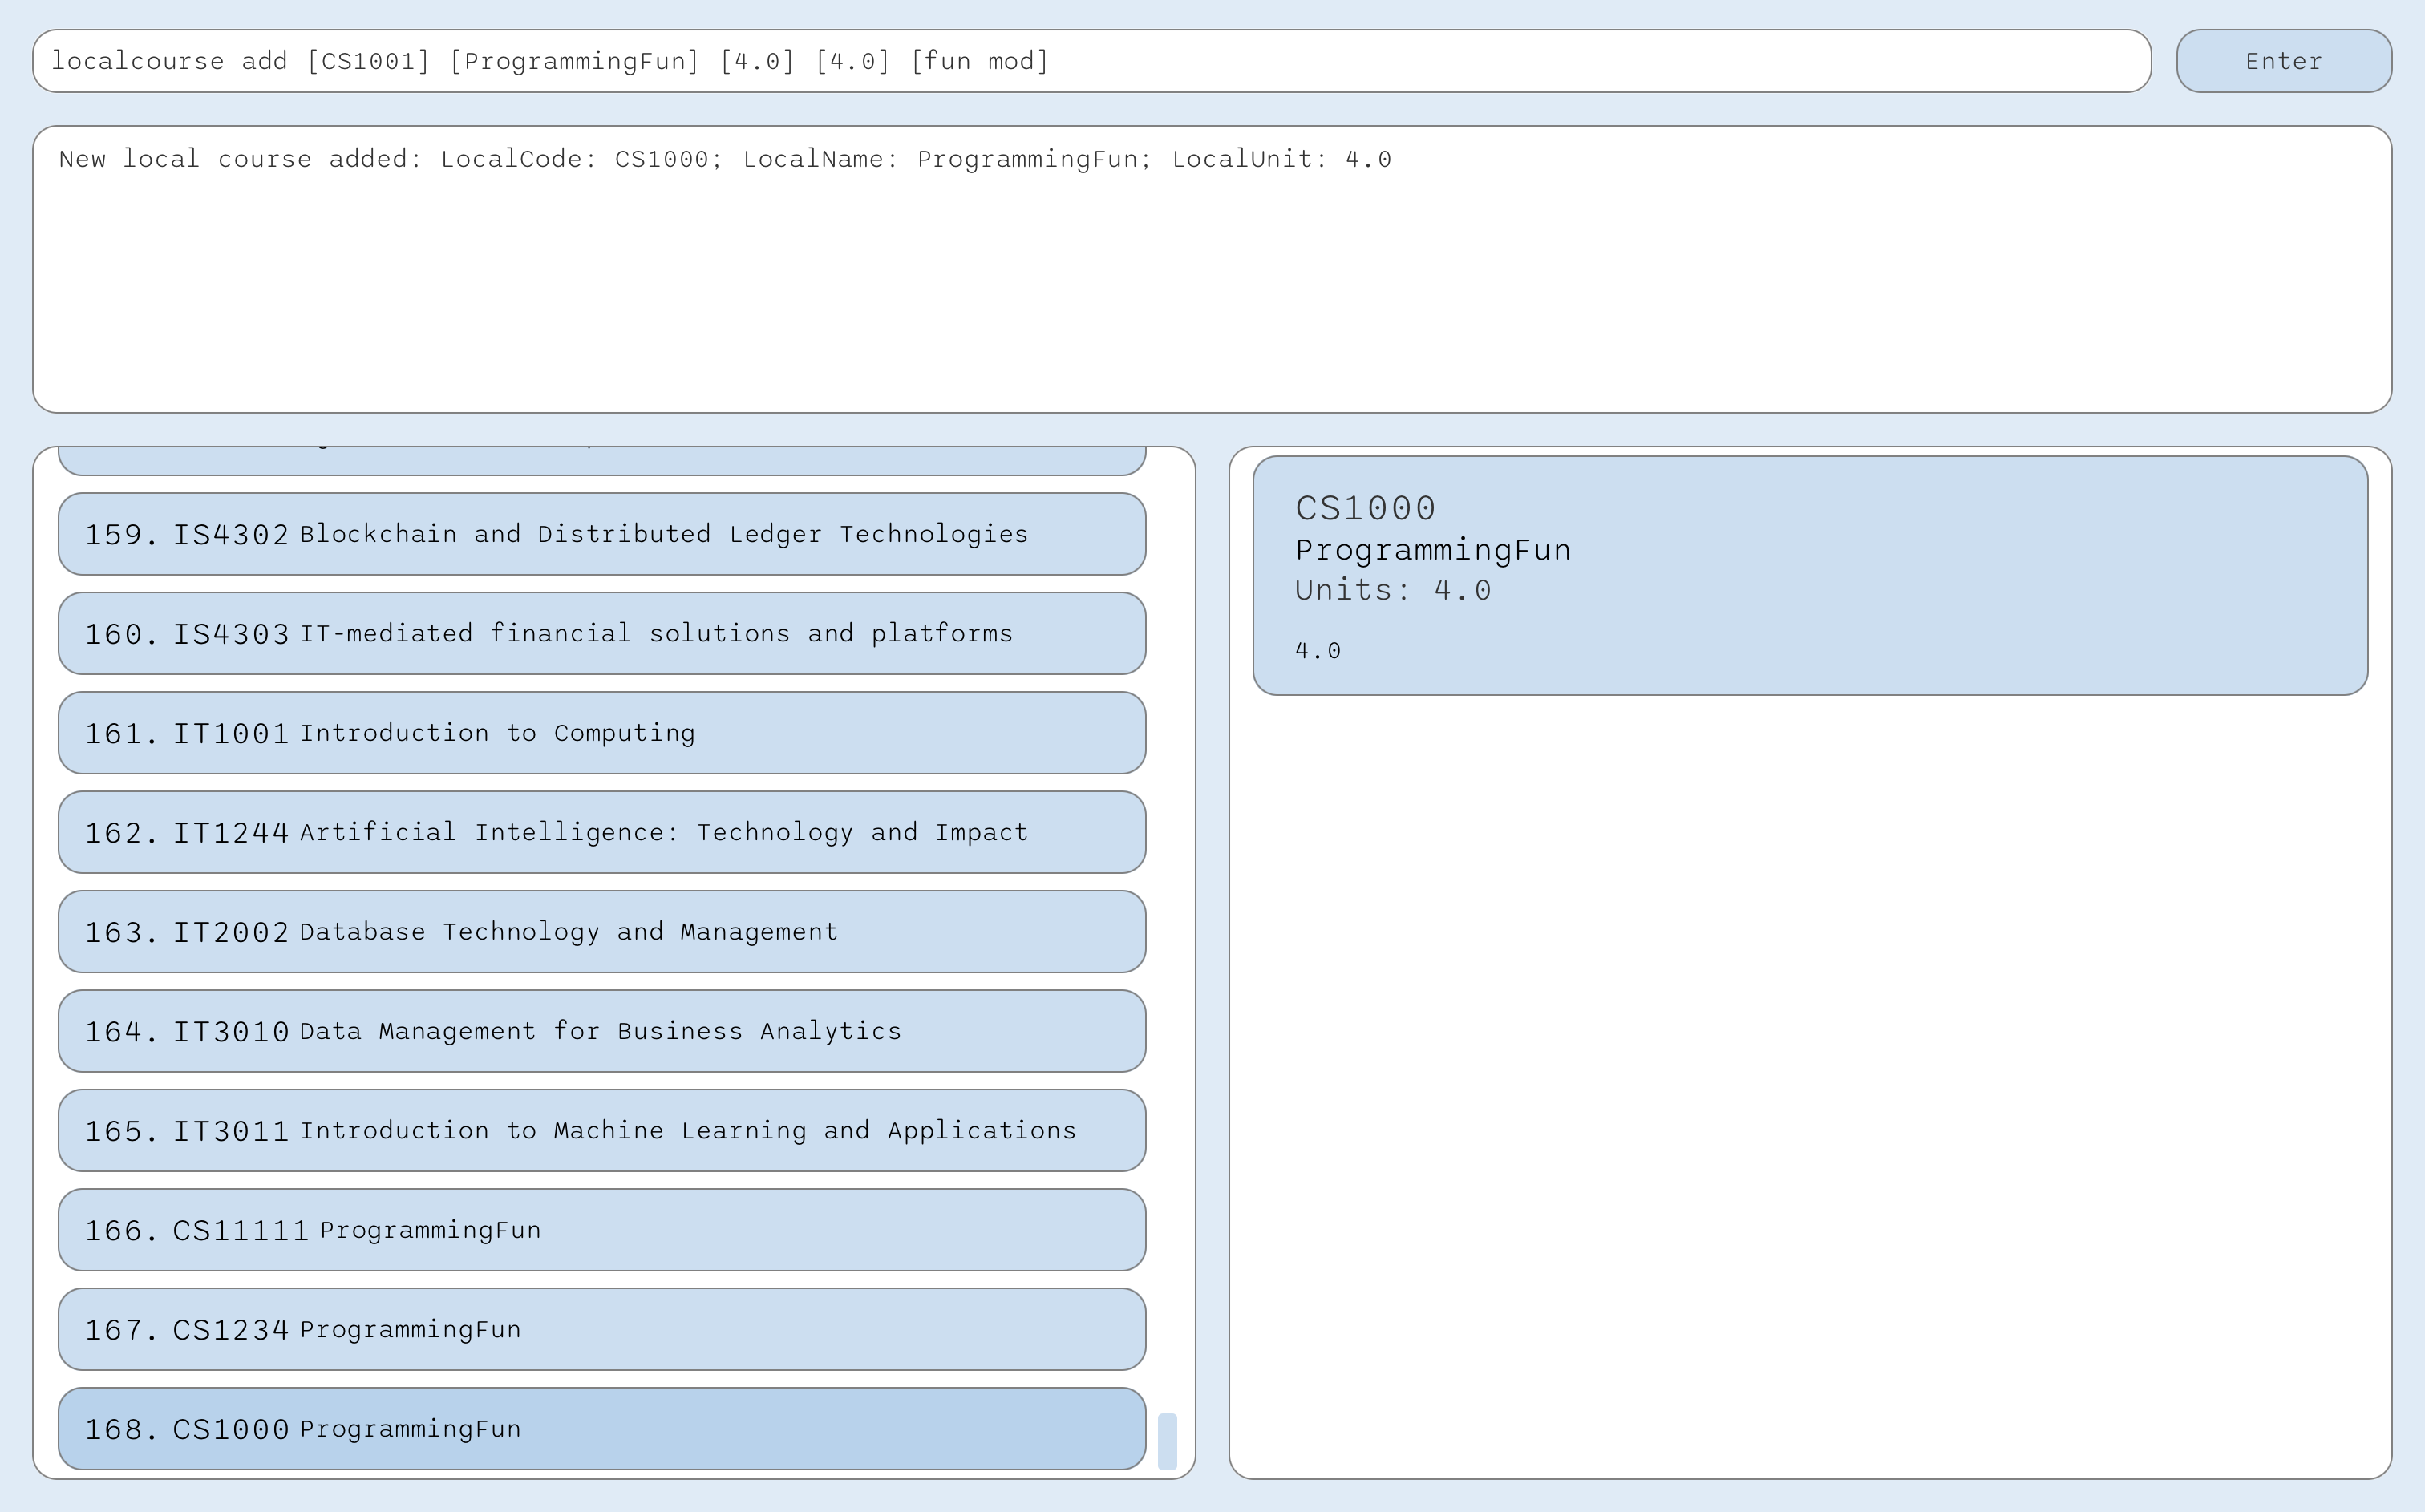 localcourse add [CS1001] [ProgrammingFun] [4.0] [4.0] [fun mod]
Enter
New local course added: LocalCode: CS1000; LocalName: ProgrammingFun; LocalUnit: 4.0
159. IS4302 Blockchain and Distributed Ledger Technologies
160. IS4303 IT-mediated financial solutions and platforms
161. IT1001 Introduction to Computing
162. IT1244 Artificial Intelligence: Technology and Impact
163. IT2002 Database Technology and Management
164. IT3010 Data Management for Business Analytics
165. IT3011 Introduction to Machine Learning and Applications
166. CS11111 ProgrammingFun
167. CS1234 ProgrammingFun
168. CS1000 ProgrammingFun
CS1000
ProgrammingFun
Units: 4.0
4.0